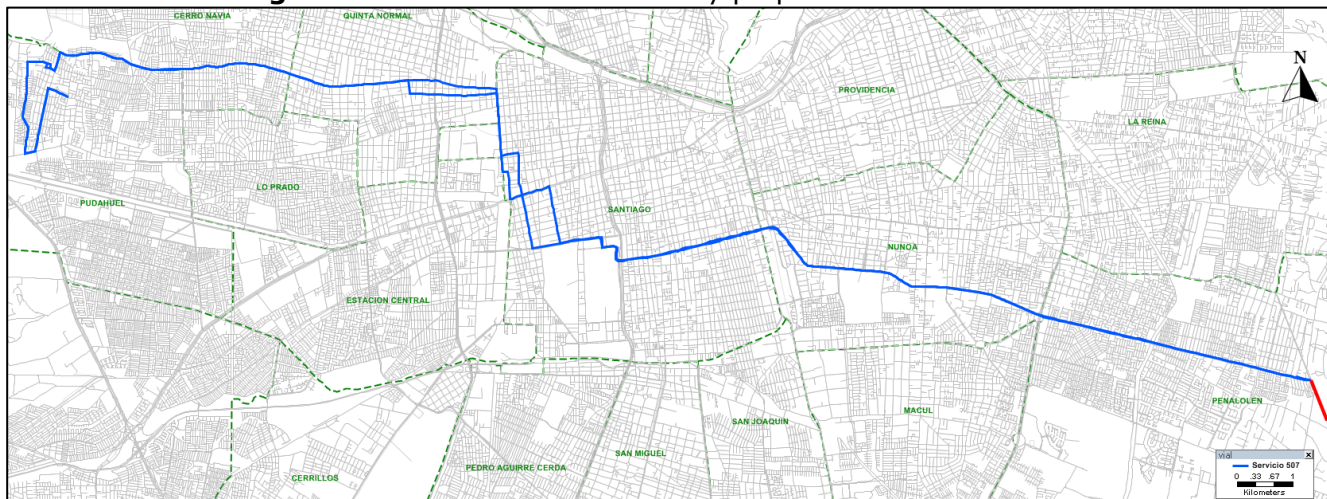 CERRO NAVIA
QUINTA NORMAL
N
PROVIDENCIA
LA REINA
LO PRADO
PUDAHUEL
SANTIAGO
NUNOA
ESTACION CENTRAL
PENALOLEN
MACUL
SAN JOAQUIN
SAN MIGUEL
PEDRO AGUIRRE CERDA
CERRILLOS
vial
Servicio 507
0 .33 .67 1
Kilometers